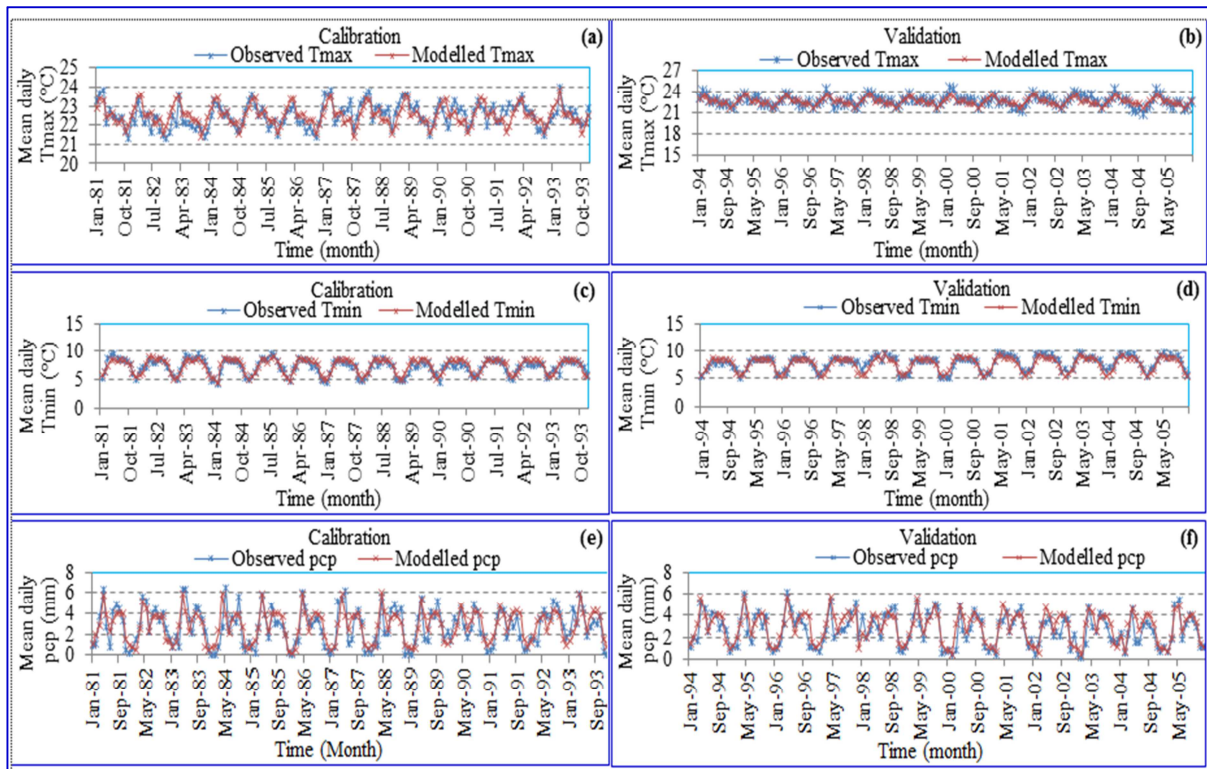 Calibration (a)
Observed Tmax Modelled Tmax
Mean daily Tmax (°C)
25
24
23
22
21
20
Jan-81 Oct-81 Jul-82 Apr-83 Jan-84 Oct-84 Jul-85 Apr-86 Jan-87 Oct-87 Jul-88 Apr-89 Jan-90 Oct-90 Jul-91 Apr-92 Jan-93 Oct-93
Time (month)
Validation (b)
Observed Tmax Modelled Tmax
Mean daily Tmax (°C)
27
24
21
18
15
Jan-94 Sep-94 May-95 Jan-96 Sep-96 May-97 Jan-98 Sep-98 May-99 Jan-00 Sep-00 May-01 Jan-02 Sep-02 May-03 Jan-04 Sep-04 May-05
Time (month)
Calibration (c)
Observed Tmin Modelled Tmin
Mean daily Tmin (°C)
15
10
5
0
Jan-81 Oct-81 Jul-82 Apr-83 Jan-84 Oct-84 Jul-85 Apr-86 Jan-87 Oct-87 Jul-88 Apr-89 Jan-90 Oct-90 Jul-91 Apr-92 Jan-93 Oct-93
Time (month)
Validation (d)
Observed Tmin Modelled Tmin
Mean daily Tmin (°C)
15
10
5
0
Jan-94 Sep-94 May-95 Jan-96 Sep-96 May-97 Jan-98 Sep-98 May-99 Jan-00 Sep-00 May-01 Jan-02 Sep-02 May-03 Jan-04 Sep-04 May-05
Time (month)
Calibration (e)
Observed pcp Modelled pcp
Mean daily pcp (mm)
8
6
4
2
0
Jan-81 Sep-81 May-82 Jan-83 Sep-83 May-84 Jan-85 Sep-85 May-86 Jan-87 Sep-87 May-88 Jan-89 Sep-89 May-90 Jan-91 Sep-91 May-92 Jan-93 Sep-93
Time (Month)
Validation (f)
Observed pcp Modelled pcp
Mean daily pcp (mm)
8
6
4
2
0
Jan-94 Sep-94 May-95 Jan-96 Sep-96 May-97 Jan-98 Sep-98 May-99 Jan-00 Sep-00 May-01 Jan-02 Sep-02 May-03 Jan-04 Sep-04 May-05
Time (month)